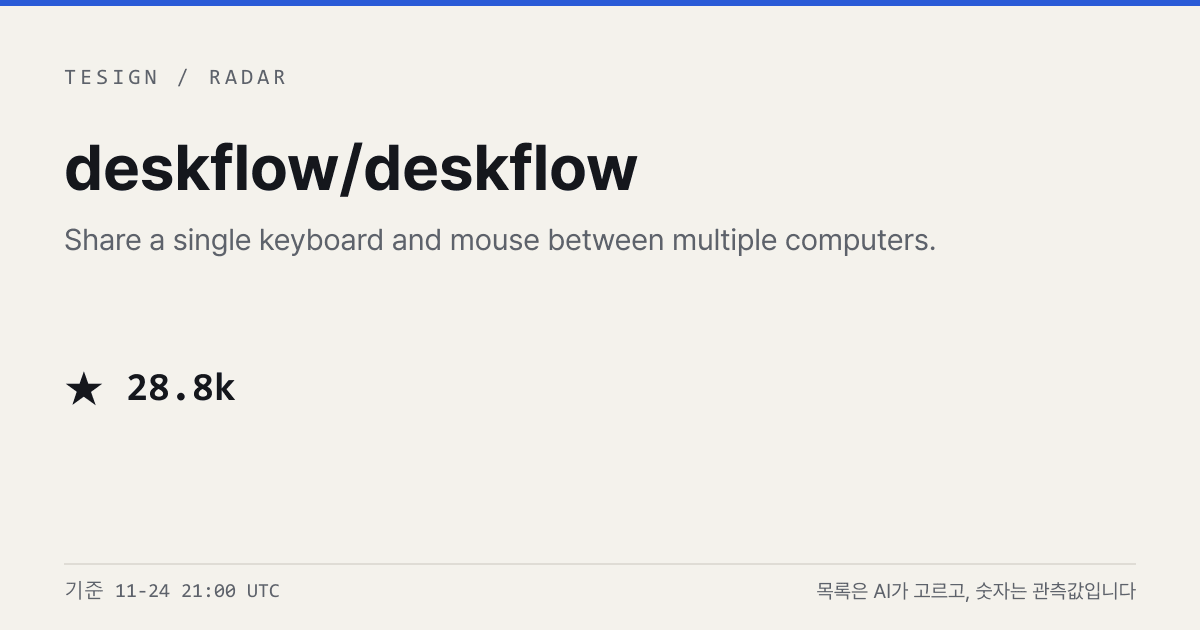 TESIGN / RADAR
deskflow/deskflow
Share a single keyboard and mouse between multiple computers.
★ 28.8k
기준 11-24 21:00 UTC
목록은 AI가 고르고, 숫자는 관측값입니다